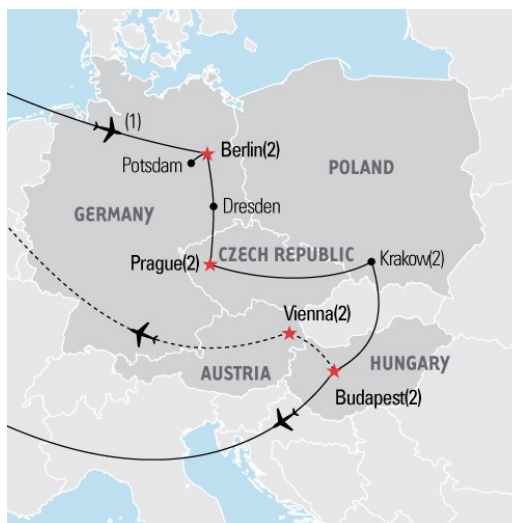 (1)
Berlin(2)
Potsdam
POLAND
Dresden
GERMANY
CZECH REPUBLIC
Prague(2)
Krakow(2)
Vienna(2)
HUNGARY
AUSTRIA
Budapest(2)